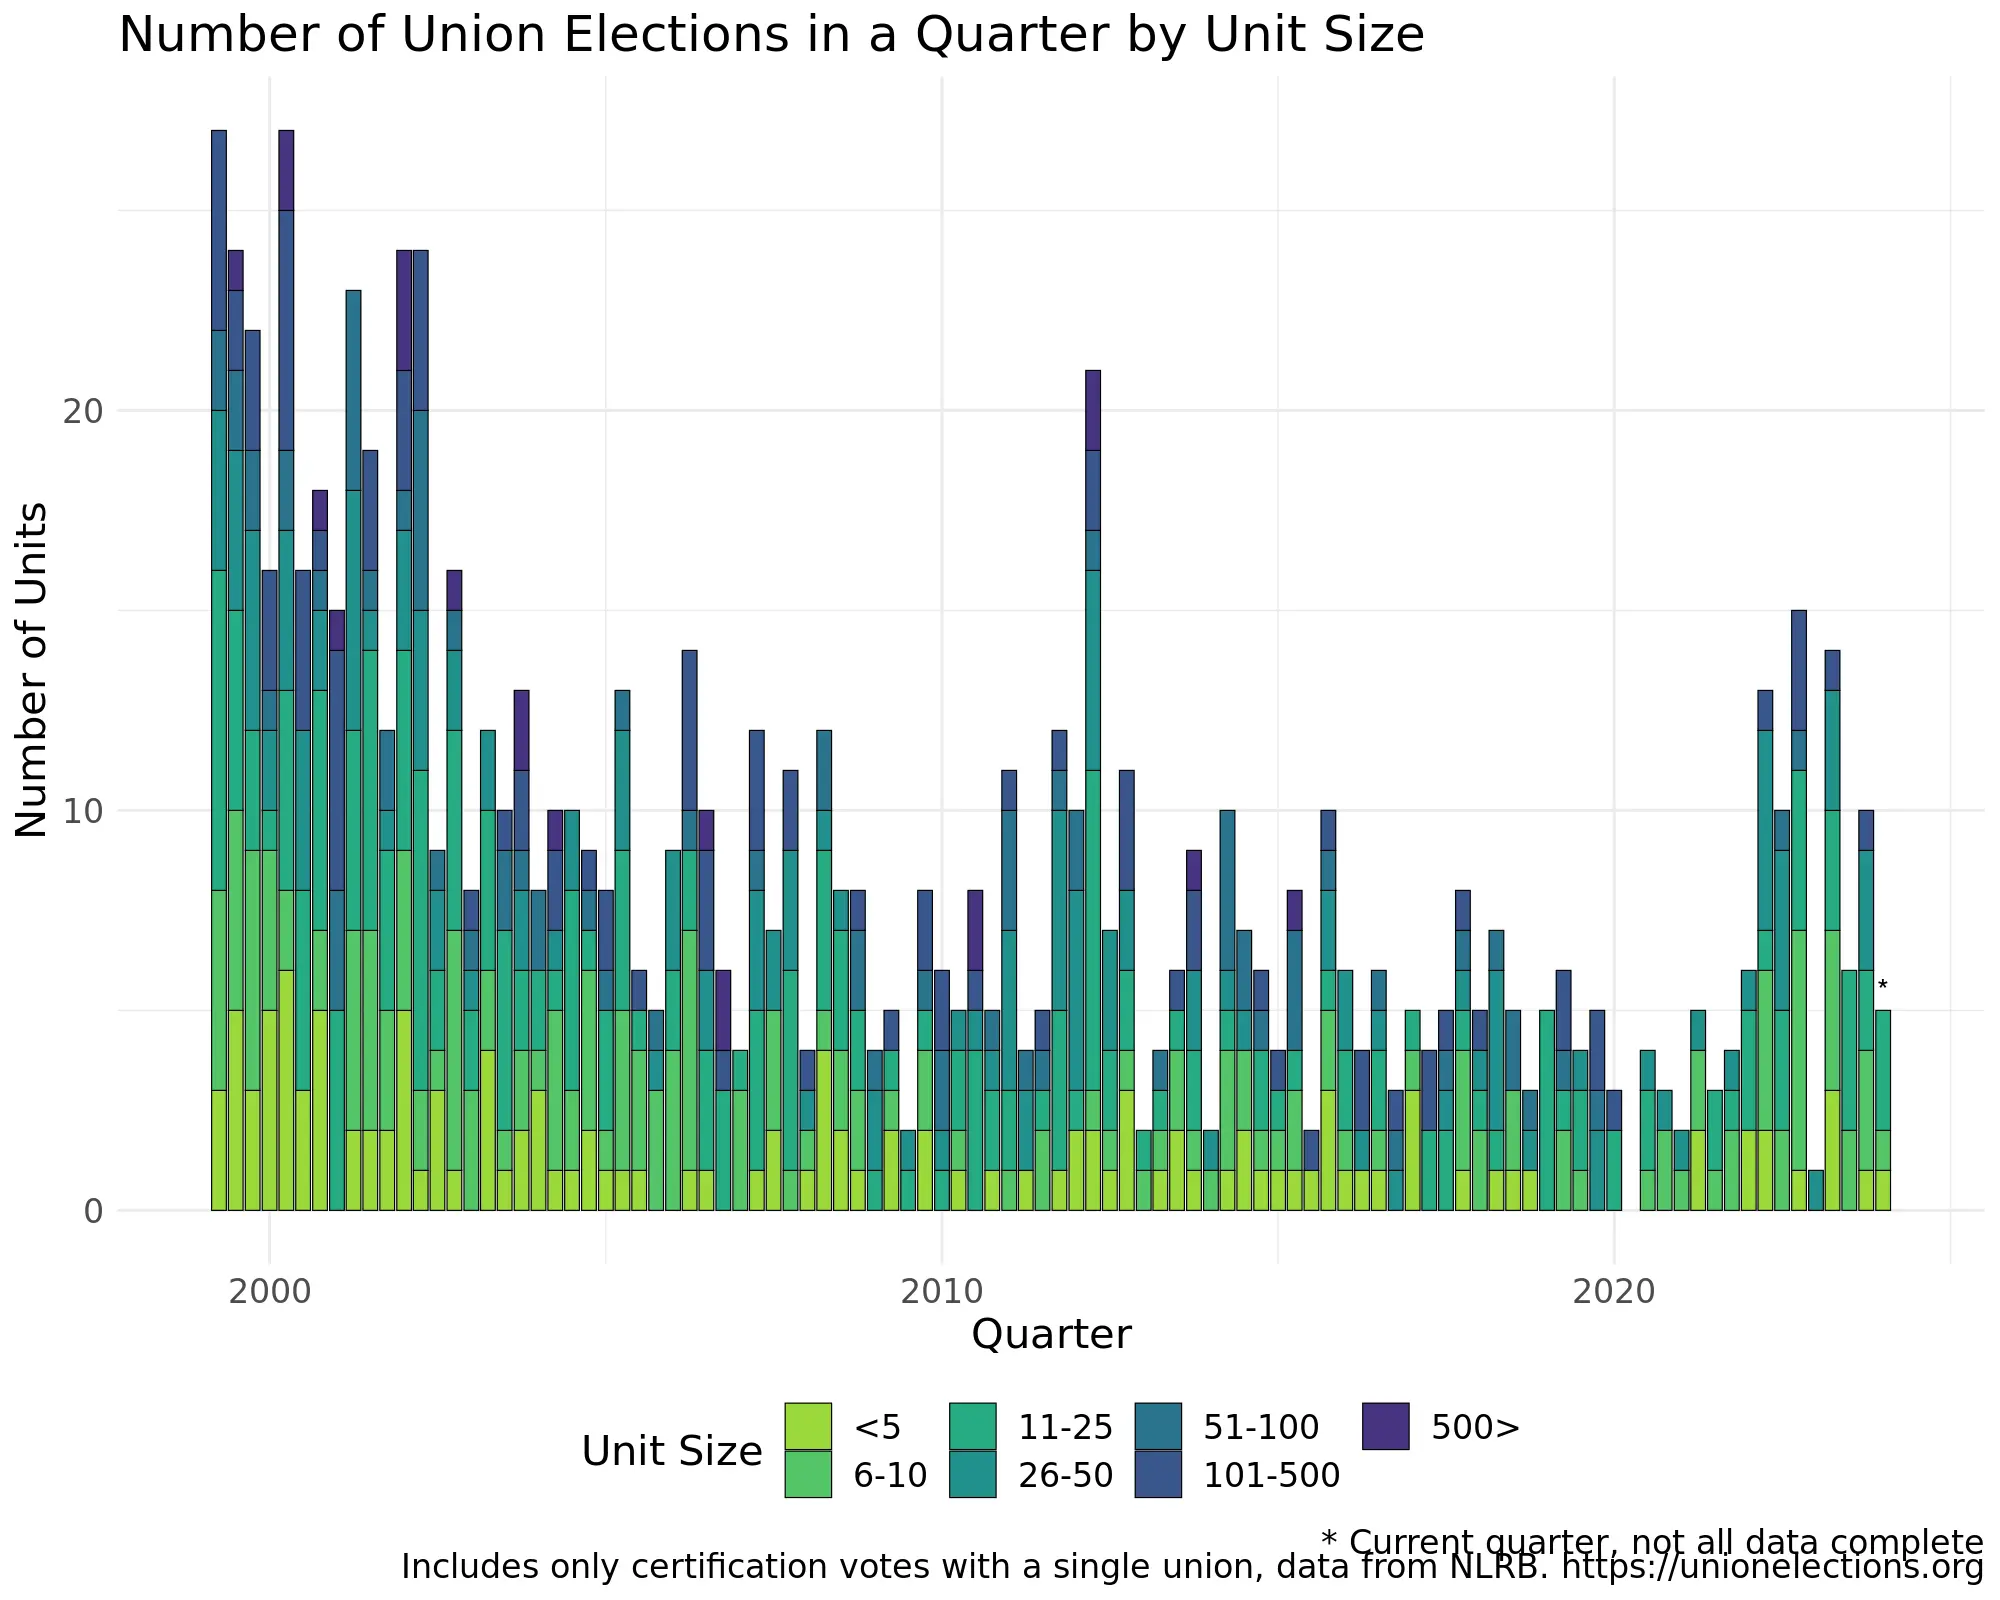 Number of Union Elections in a Quarter by Unit Size
Number of Units
20
10
0
*
2000
2010
2020
Quarter
Unit Size
<5
6-10
11-25
26-50
51-100
101-500
500>
* Current quarter, not all data complete
Includes only certification votes with a single union, data from NLRB. https://unionelections.org